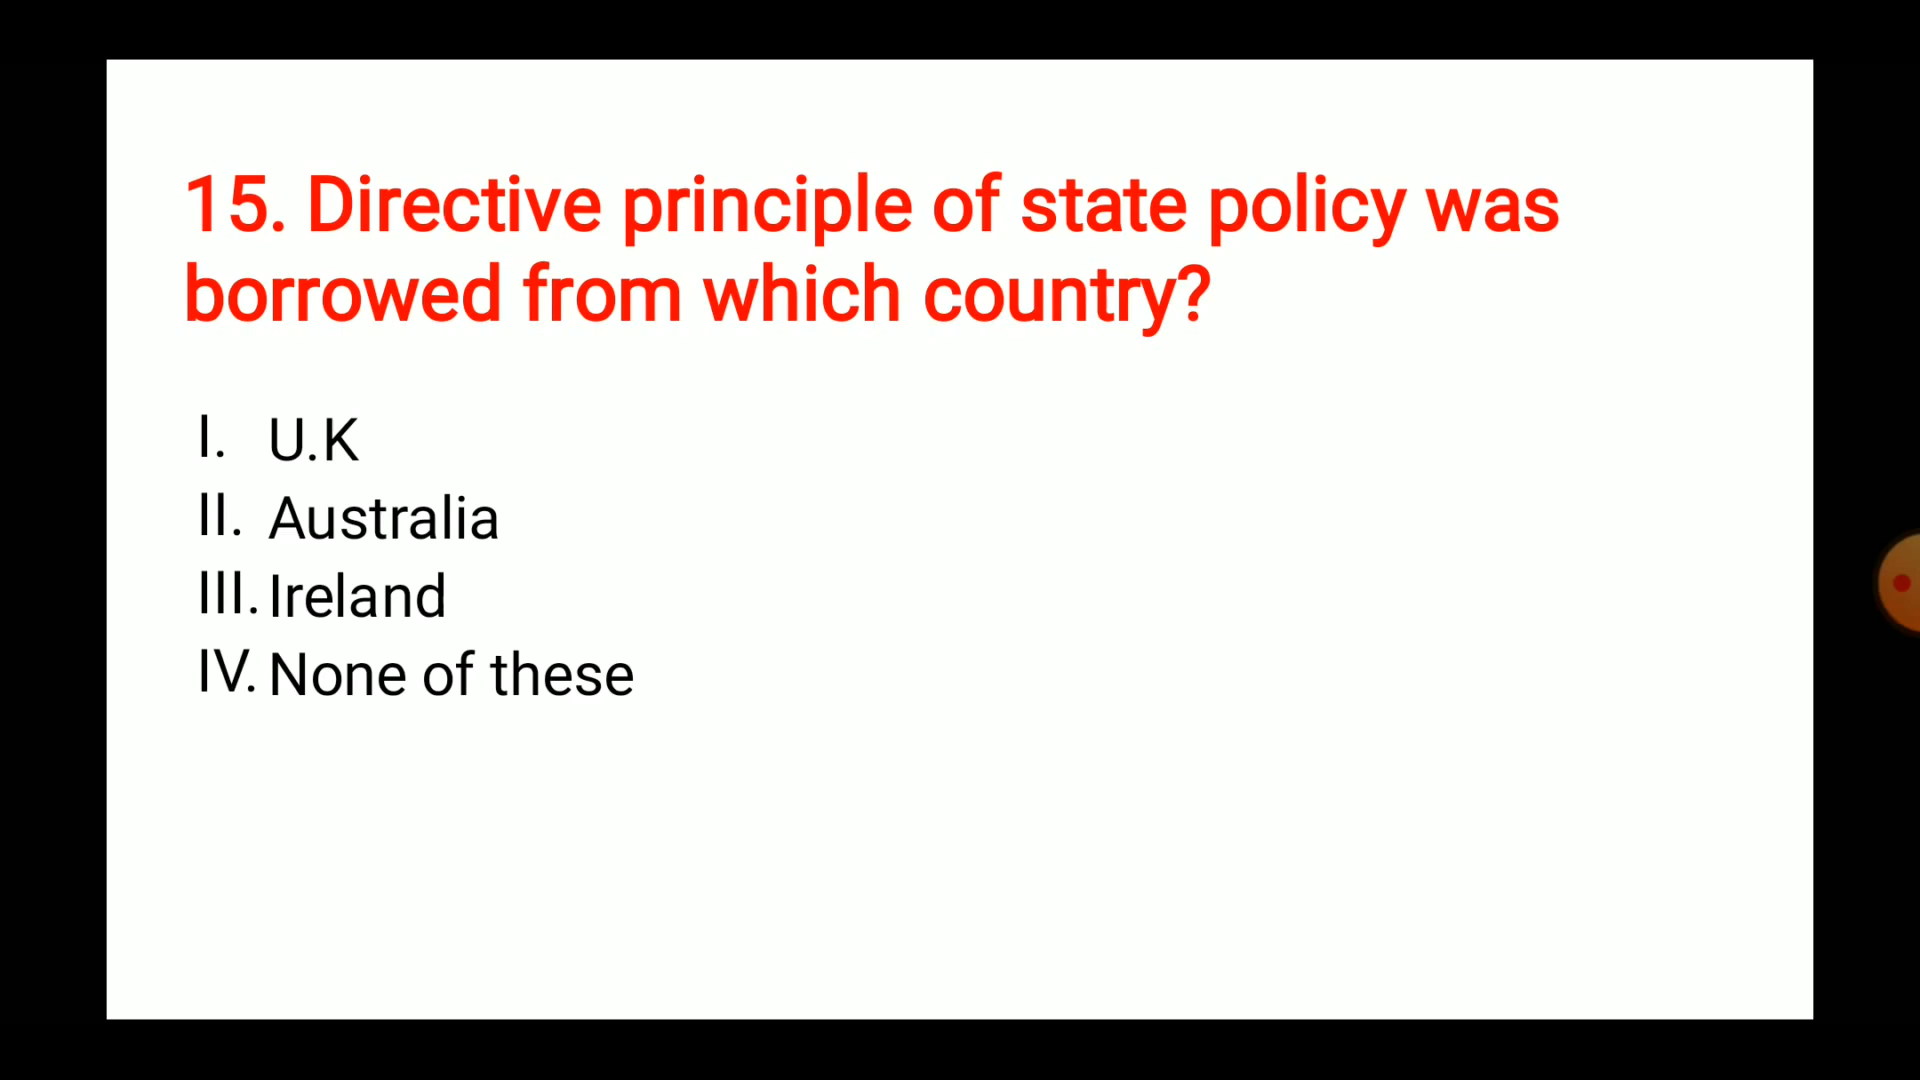 15. Directive principle of state policy was
borrowed from which country?
I. U.K
II. Australia
III. Ireland
IV. None of these